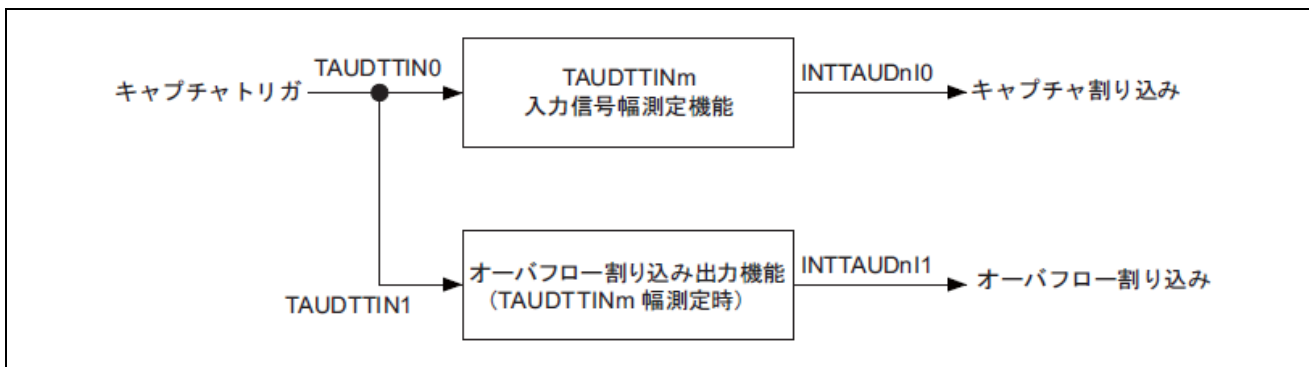 キャプチャトリガ
TAUDTTIN0
TAUDTTINm
入力信号幅測定機能
INTTAUDnI0
キャプチャ割り込み
TAUDTTIN1
オーバフロー割り込み出力機能
（TAUDTTINm 幅測定時）
INTTAUDnI1
オーバフロー割り込み